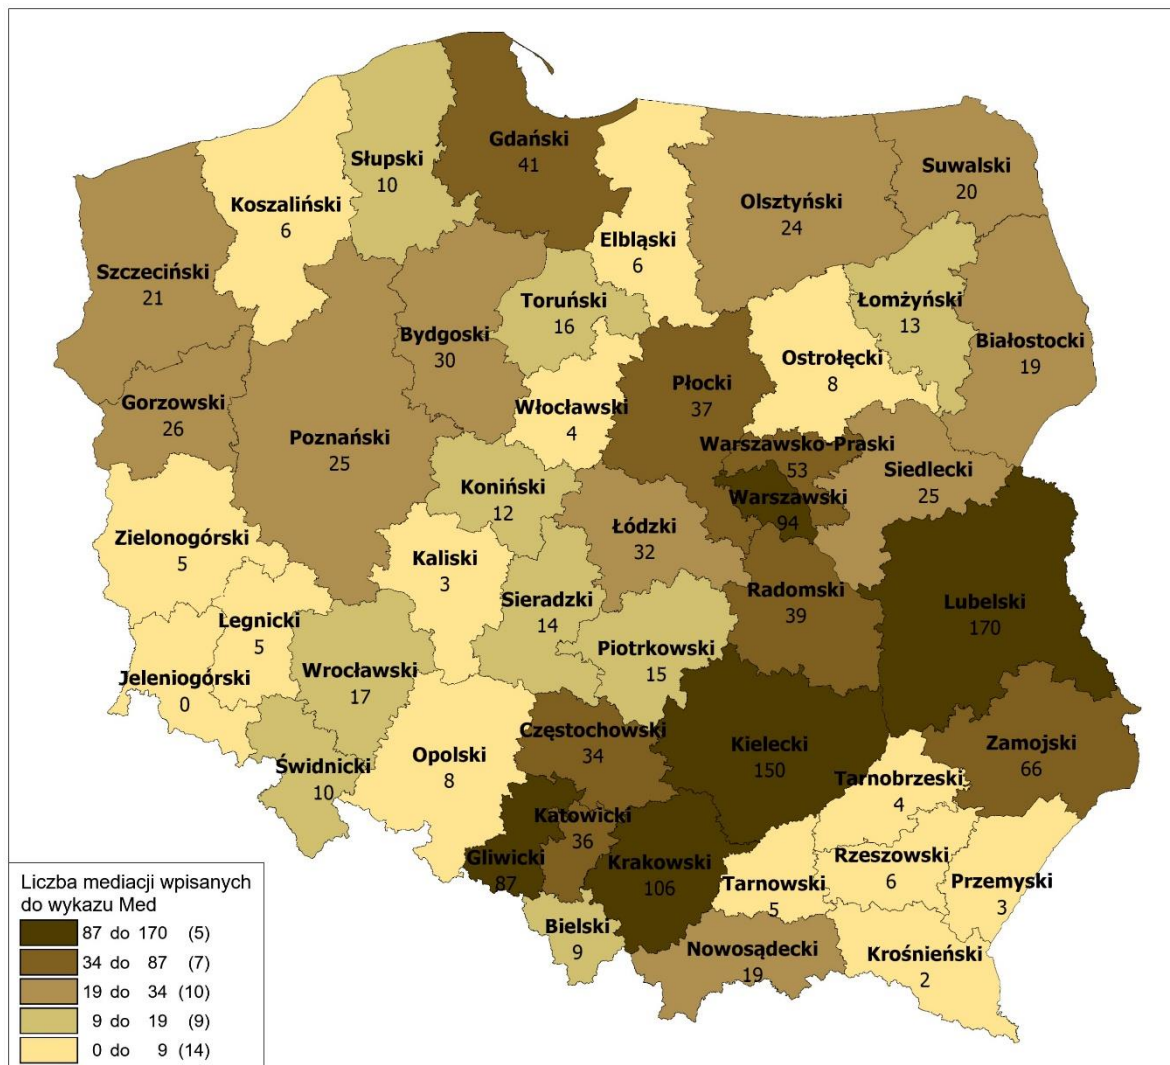 Gdański
41
Słupski
10
Suwalski
20
Koszaliński
6
Olsztyński
24
Elbląski
6
Szczeciński
21
Toruński
16
Łomżyński
13
Bydgoski
30
Białostocki
19
Ostrołęcki
8
Płocki
37
Gorzowski
26
Włocławski
4
Poznański
25
Warszawsko-Praski
53
Siedlecki
25
Koniński
12
Warszawski
94
Łódzki
32
Zielonogórski
5
Kaliski
3
Sieradzki
14
Radomski
39
Lubelski
170
Legnicki
5
Piotrkowski
15
Wrocławski
17
Jeleniogórski
0
Częstochowski
34
Kielecki
150
Zamojski
66
Opolski
8
Świdnicki
10
Tarnobrzeski
4
Katowicki
36
Gliwicki
87
Krakowski
106
Rzeszowski
6
Tarnowski
5
Przemyski
3
Bielski
9
Nowosądecki
19
Krośnieński
2
Liczba mediacji wpisanych
do wykazu Med
87 do 170 (5)
34 do 87 (7)
19 do 34 (10)
9 do 19 (9)
0 do 9 (14)